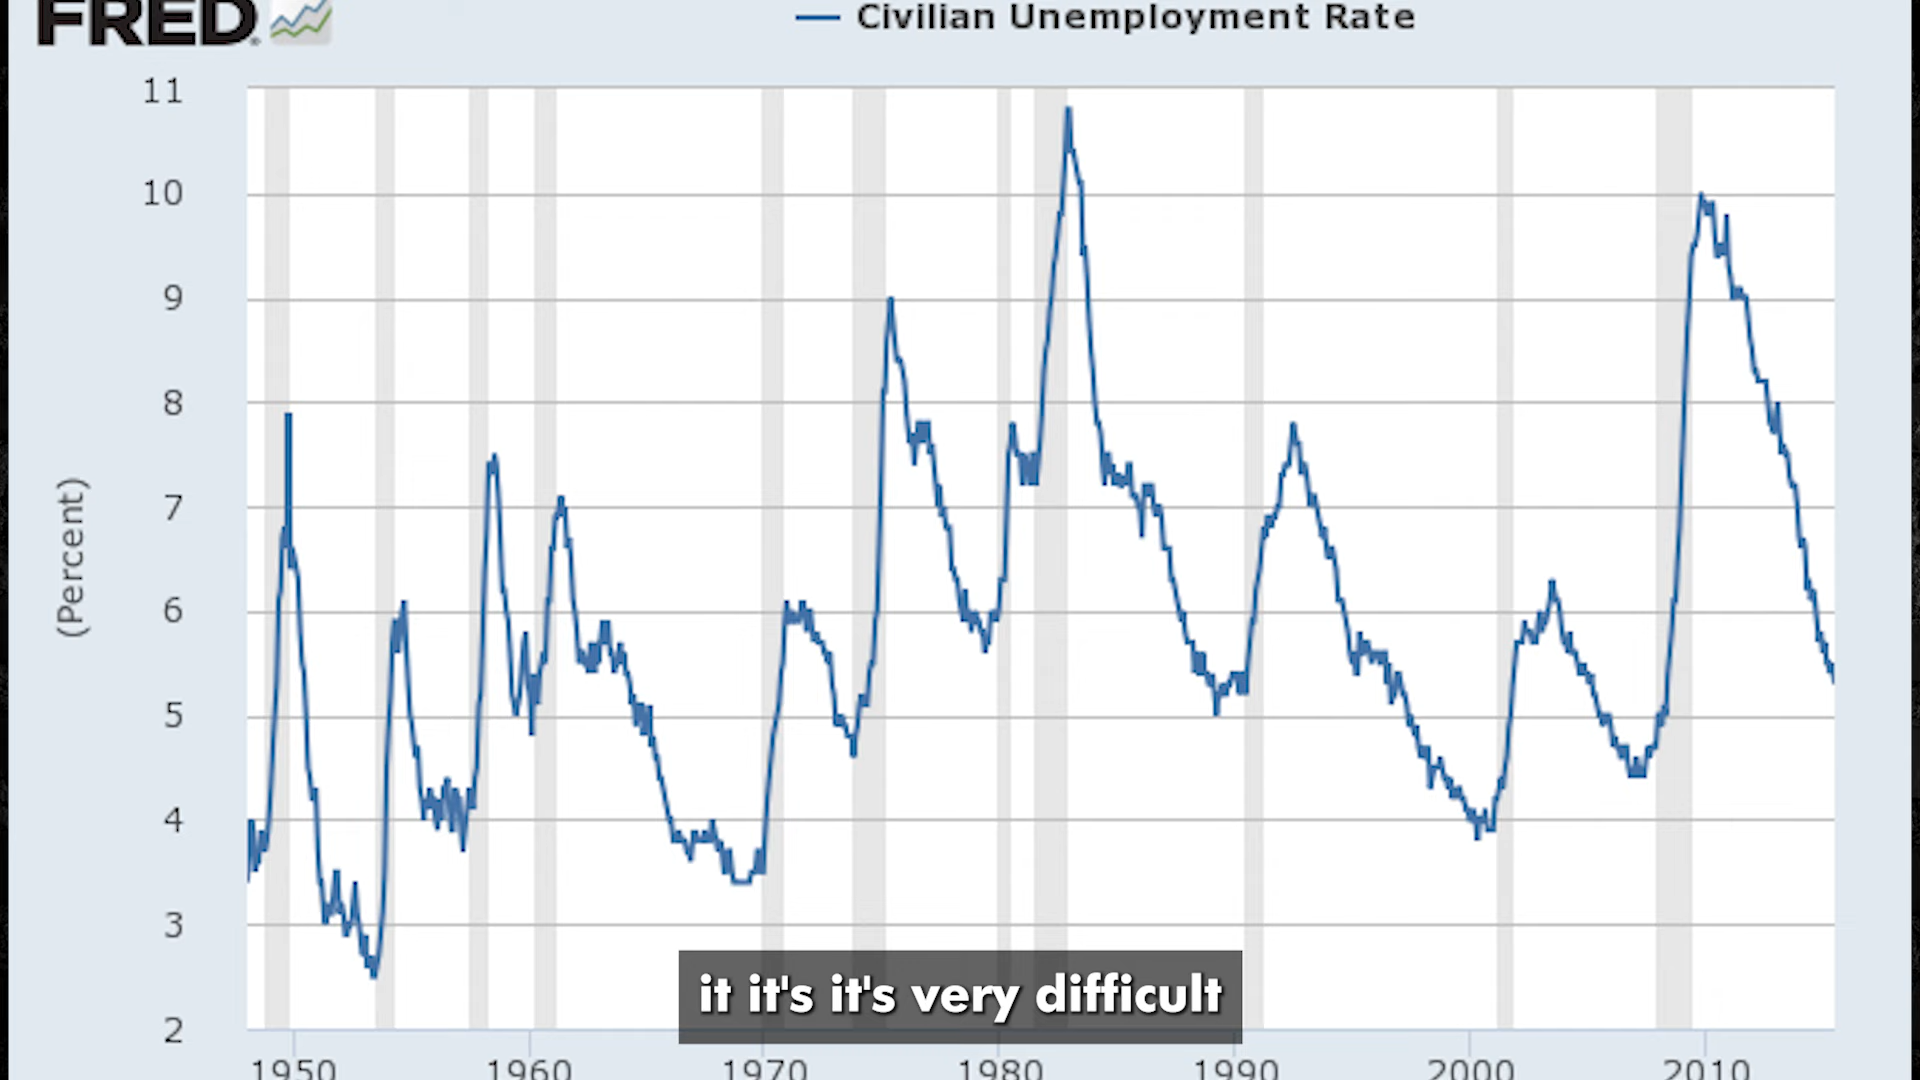 FRED
Civilian Unemployment Rate
11
10
9
8
7
6
5
4
3
2
(Percent)
1950 1960 1970 1980 1990 2000 2010
it it's it's very difficult